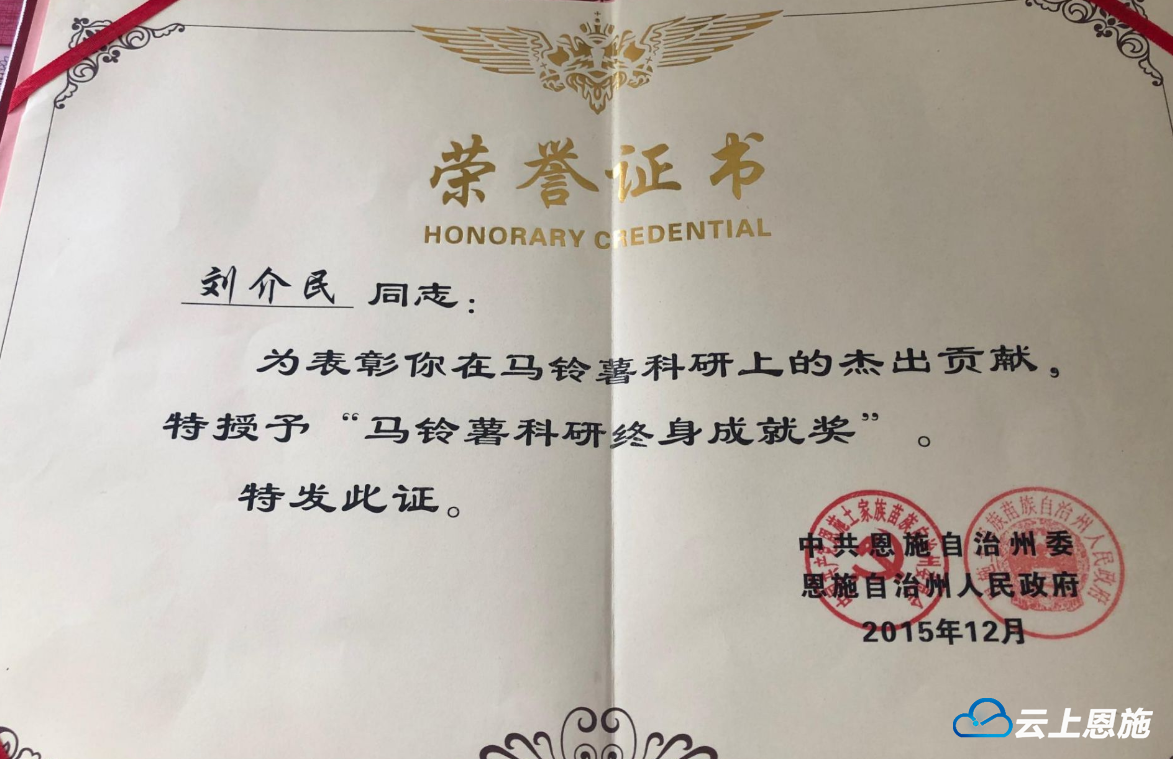 荣誉证书
HONORARY CREDENTIAL
刘介民 同志：
为表彰你在马铃薯科研上的杰出贡献，
特授予“马铃薯科研终身成就奖”。
特发此证。
中共恩施自治州委
恩施自治州人民政府
2015年12月
云上恩施